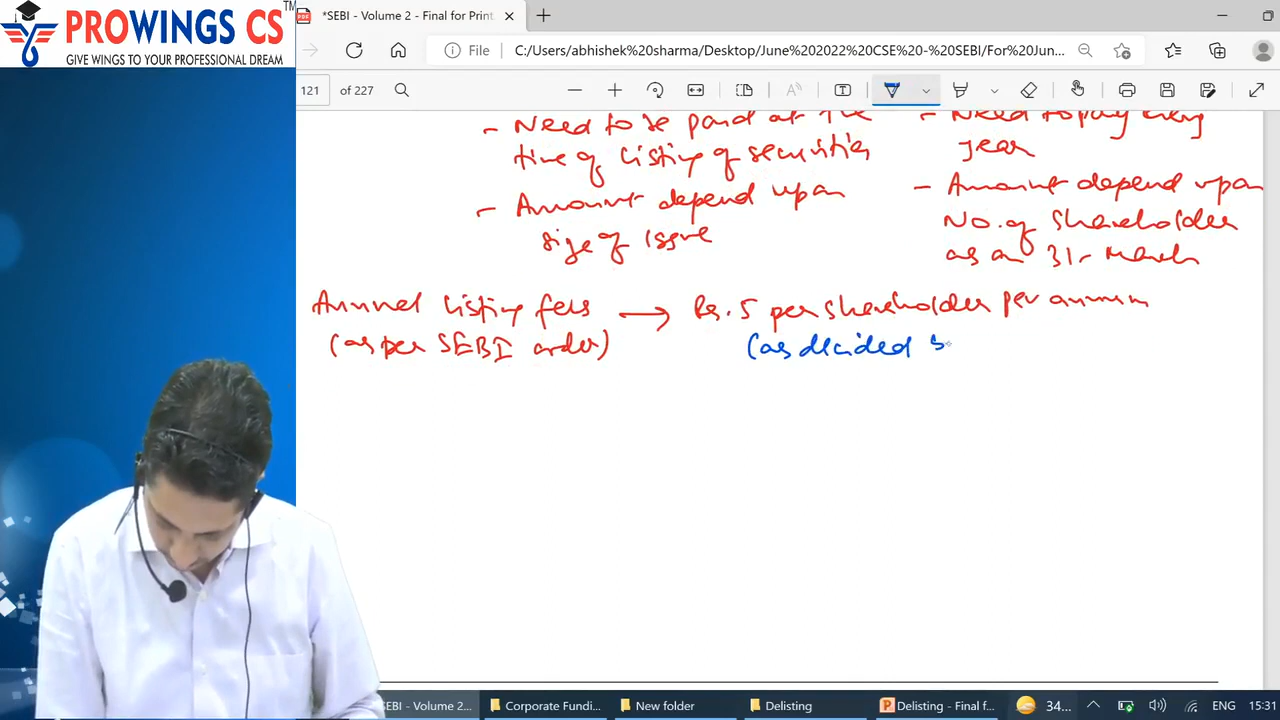 PROWINGS CS™
GIVE WINGS TO YOUR PROFESSIONAL DREAM
*SEBI - Volume 2 - Final for Print.
File
C:/Users/abhishek%20sharma/Desktop/June%202022%20CSE%20-%20SEBI/For%20Jun...
121 of 227
- Need to be paid at the
time of listing of securities
- Amount depend upon
size of issue
- Need to pay every
year
- Amount depend upon
No. of shareholder
as on 31st March
Annual listing fees → Rs. 5 per shareholder per annum
(as per SEBI order)
(as decided
SEBI - Volume 2...
Corporate Fundi...
New folder
Delisting
Delisting - Final f...
34...
ENG
15:31